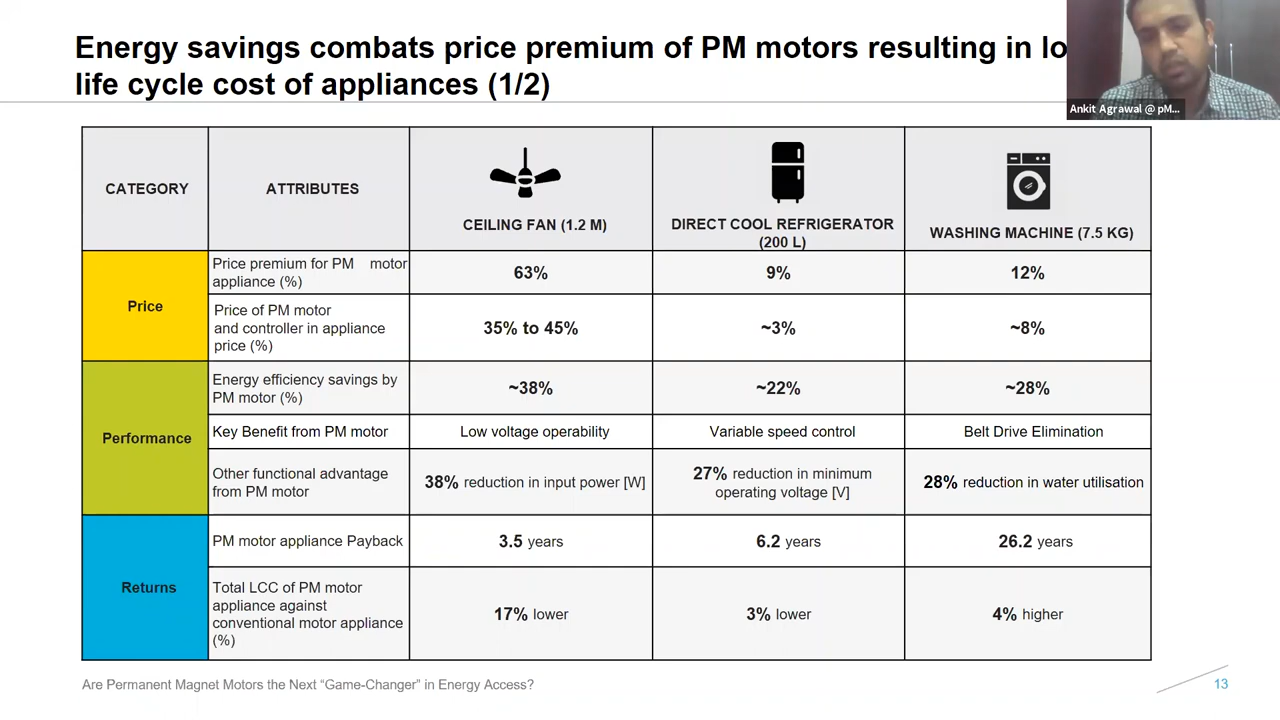 Energy savings combats price premium of PM motors resulting in lo
life cycle cost of appliances (1/2)
Ankit Agrawal @ pM...
CATEGORY
ATTRIBUTES
CEILING FAN (1.2 M)
DIRECT COOL REFRIGERATOR
(200 L)
WASHING MACHINE (7.5 KG)
Price
Price premium for PM motor
appliance (%)
63%
9%
12%
Price of PM motor
and controller in appliance
price (%)
35% to 45%
~3%
~8%
Performance
Energy efficiency savings by
PM motor (%)
~38%
~22%
~28%
Key Benefit from PM motor
Low voltage operability
Variable speed control
Belt Drive Elimination
Other functional advantage
from PM motor
38% reduction in input power [W]
27% reduction in minimum
operating voltage [V]
28% reduction in water utilisation
Returns
PM motor appliance Payback
3.5 years
6.2 years
26.2 years
Total LCC of PM motor
appliance against
conventional motor appliance
(%)
17% lower
3% lower
4% higher
Are Permanent Magnet Motors the Next “Game-Changer” in Energy Access?
13